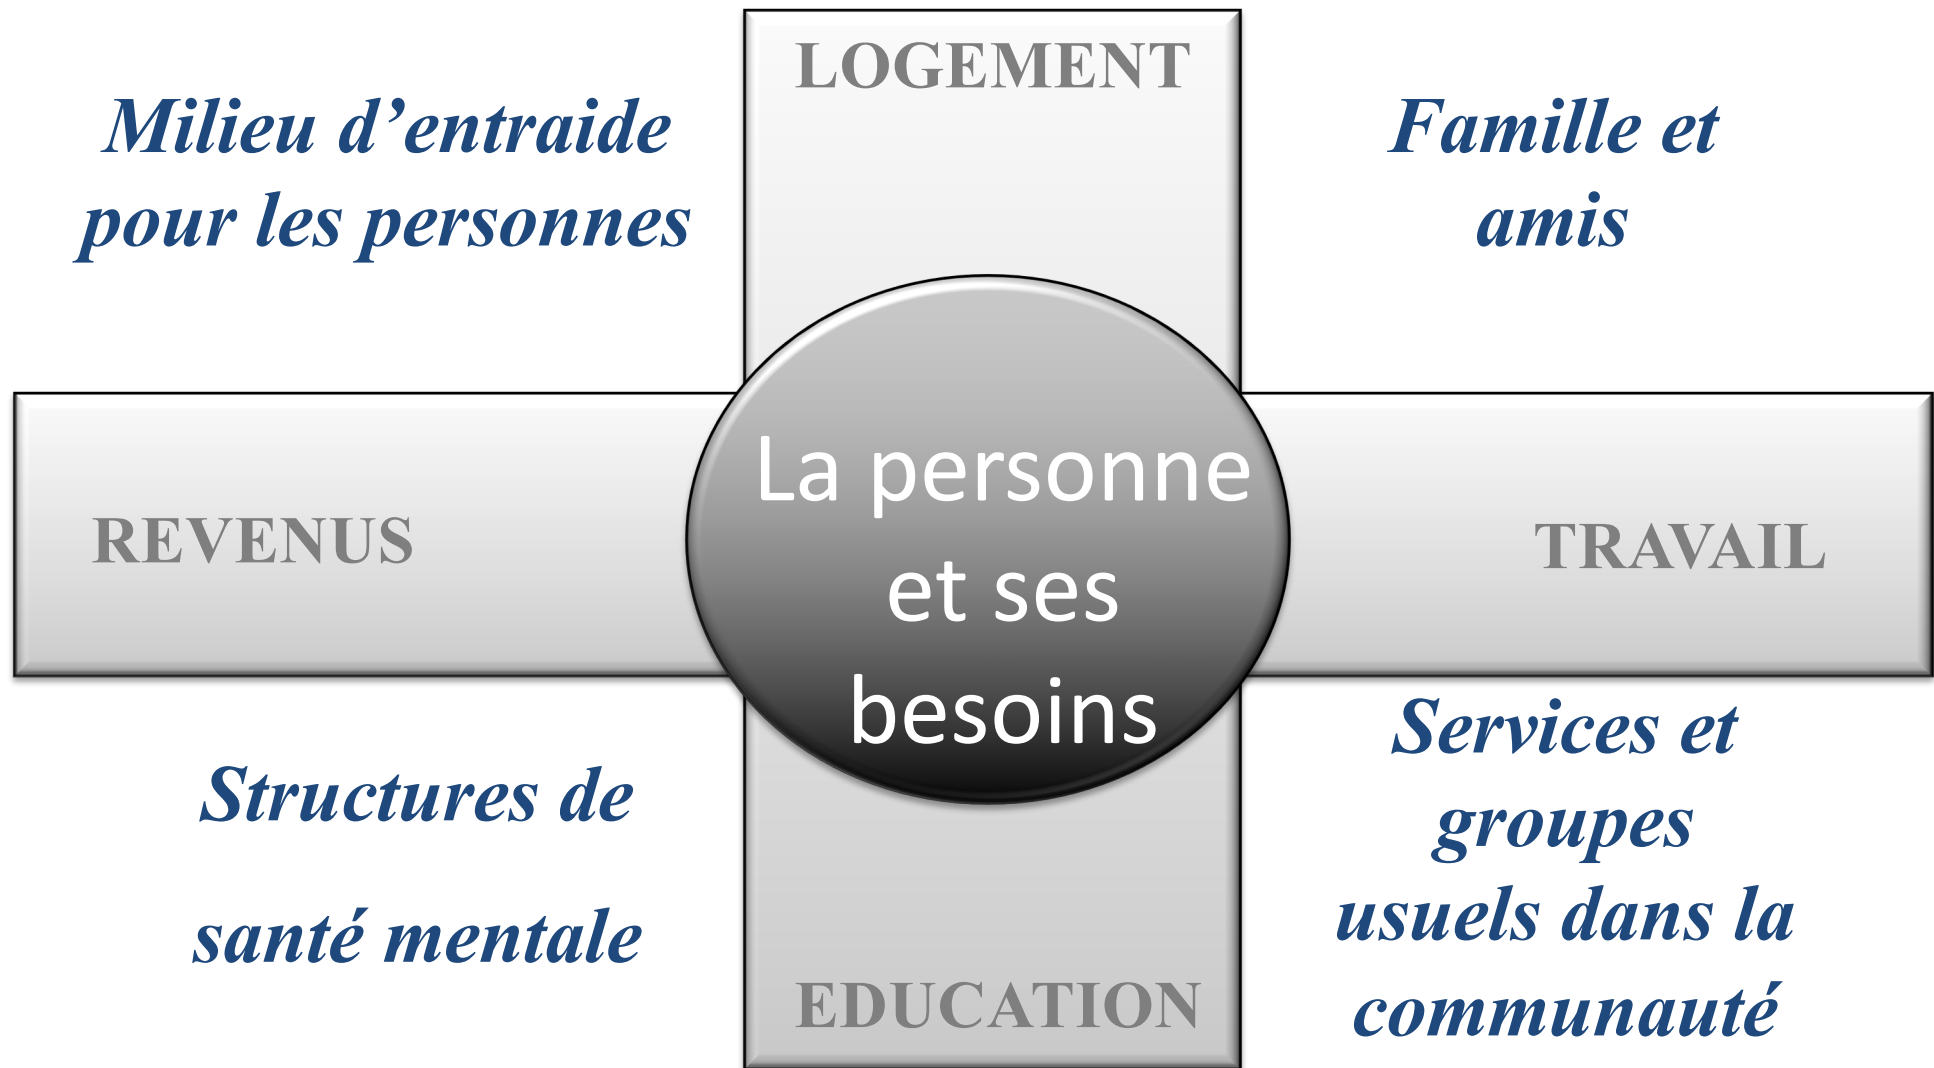 LOGEMENT
Milieu d’entraide
pour les personnes
Famille et
amis
REVENUS
La personne
et ses
besoins
TRAVAIL
Structures de
santé mentale
Services et
groupes
usuels dans la
communauté
EDUCATION